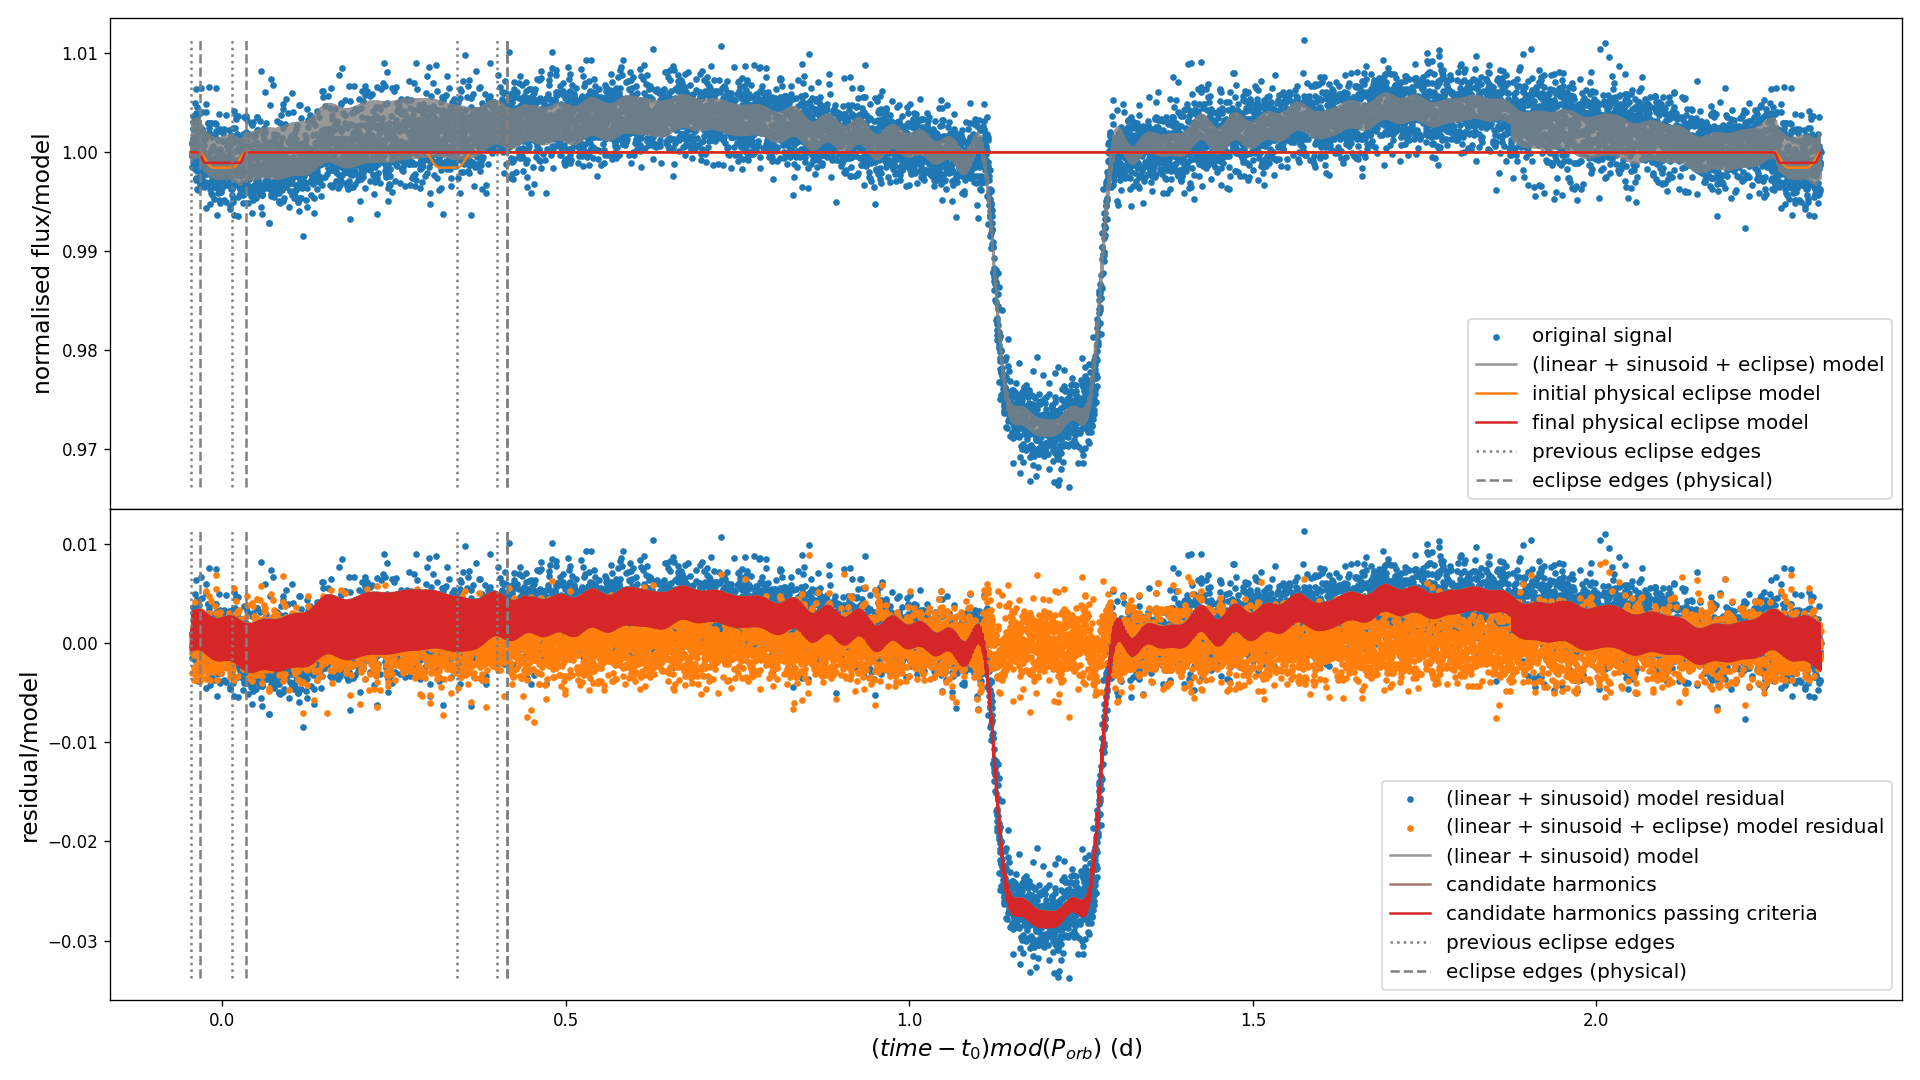 normalised flux/model
1.01
1.00
0.99
0.98
0.97
original signal
(linear + sinusoid + eclipse) model
initial physical eclipse model
final physical eclipse model
previous eclipse edges
eclipse edges (physical)
residual/model
0.01
0.00
−0.01
−0.02
−0.03
(linear + sinusoid) model residual
(linear + sinusoid + eclipse) model residual
(linear + sinusoid) model
candidate harmonics
candidate harmonics passing criteria
previous eclipse edges
eclipse edges (physical)
0.0 0.5 1.0 1.5 2.0
(time − t₀)mod(P_orb) (d)